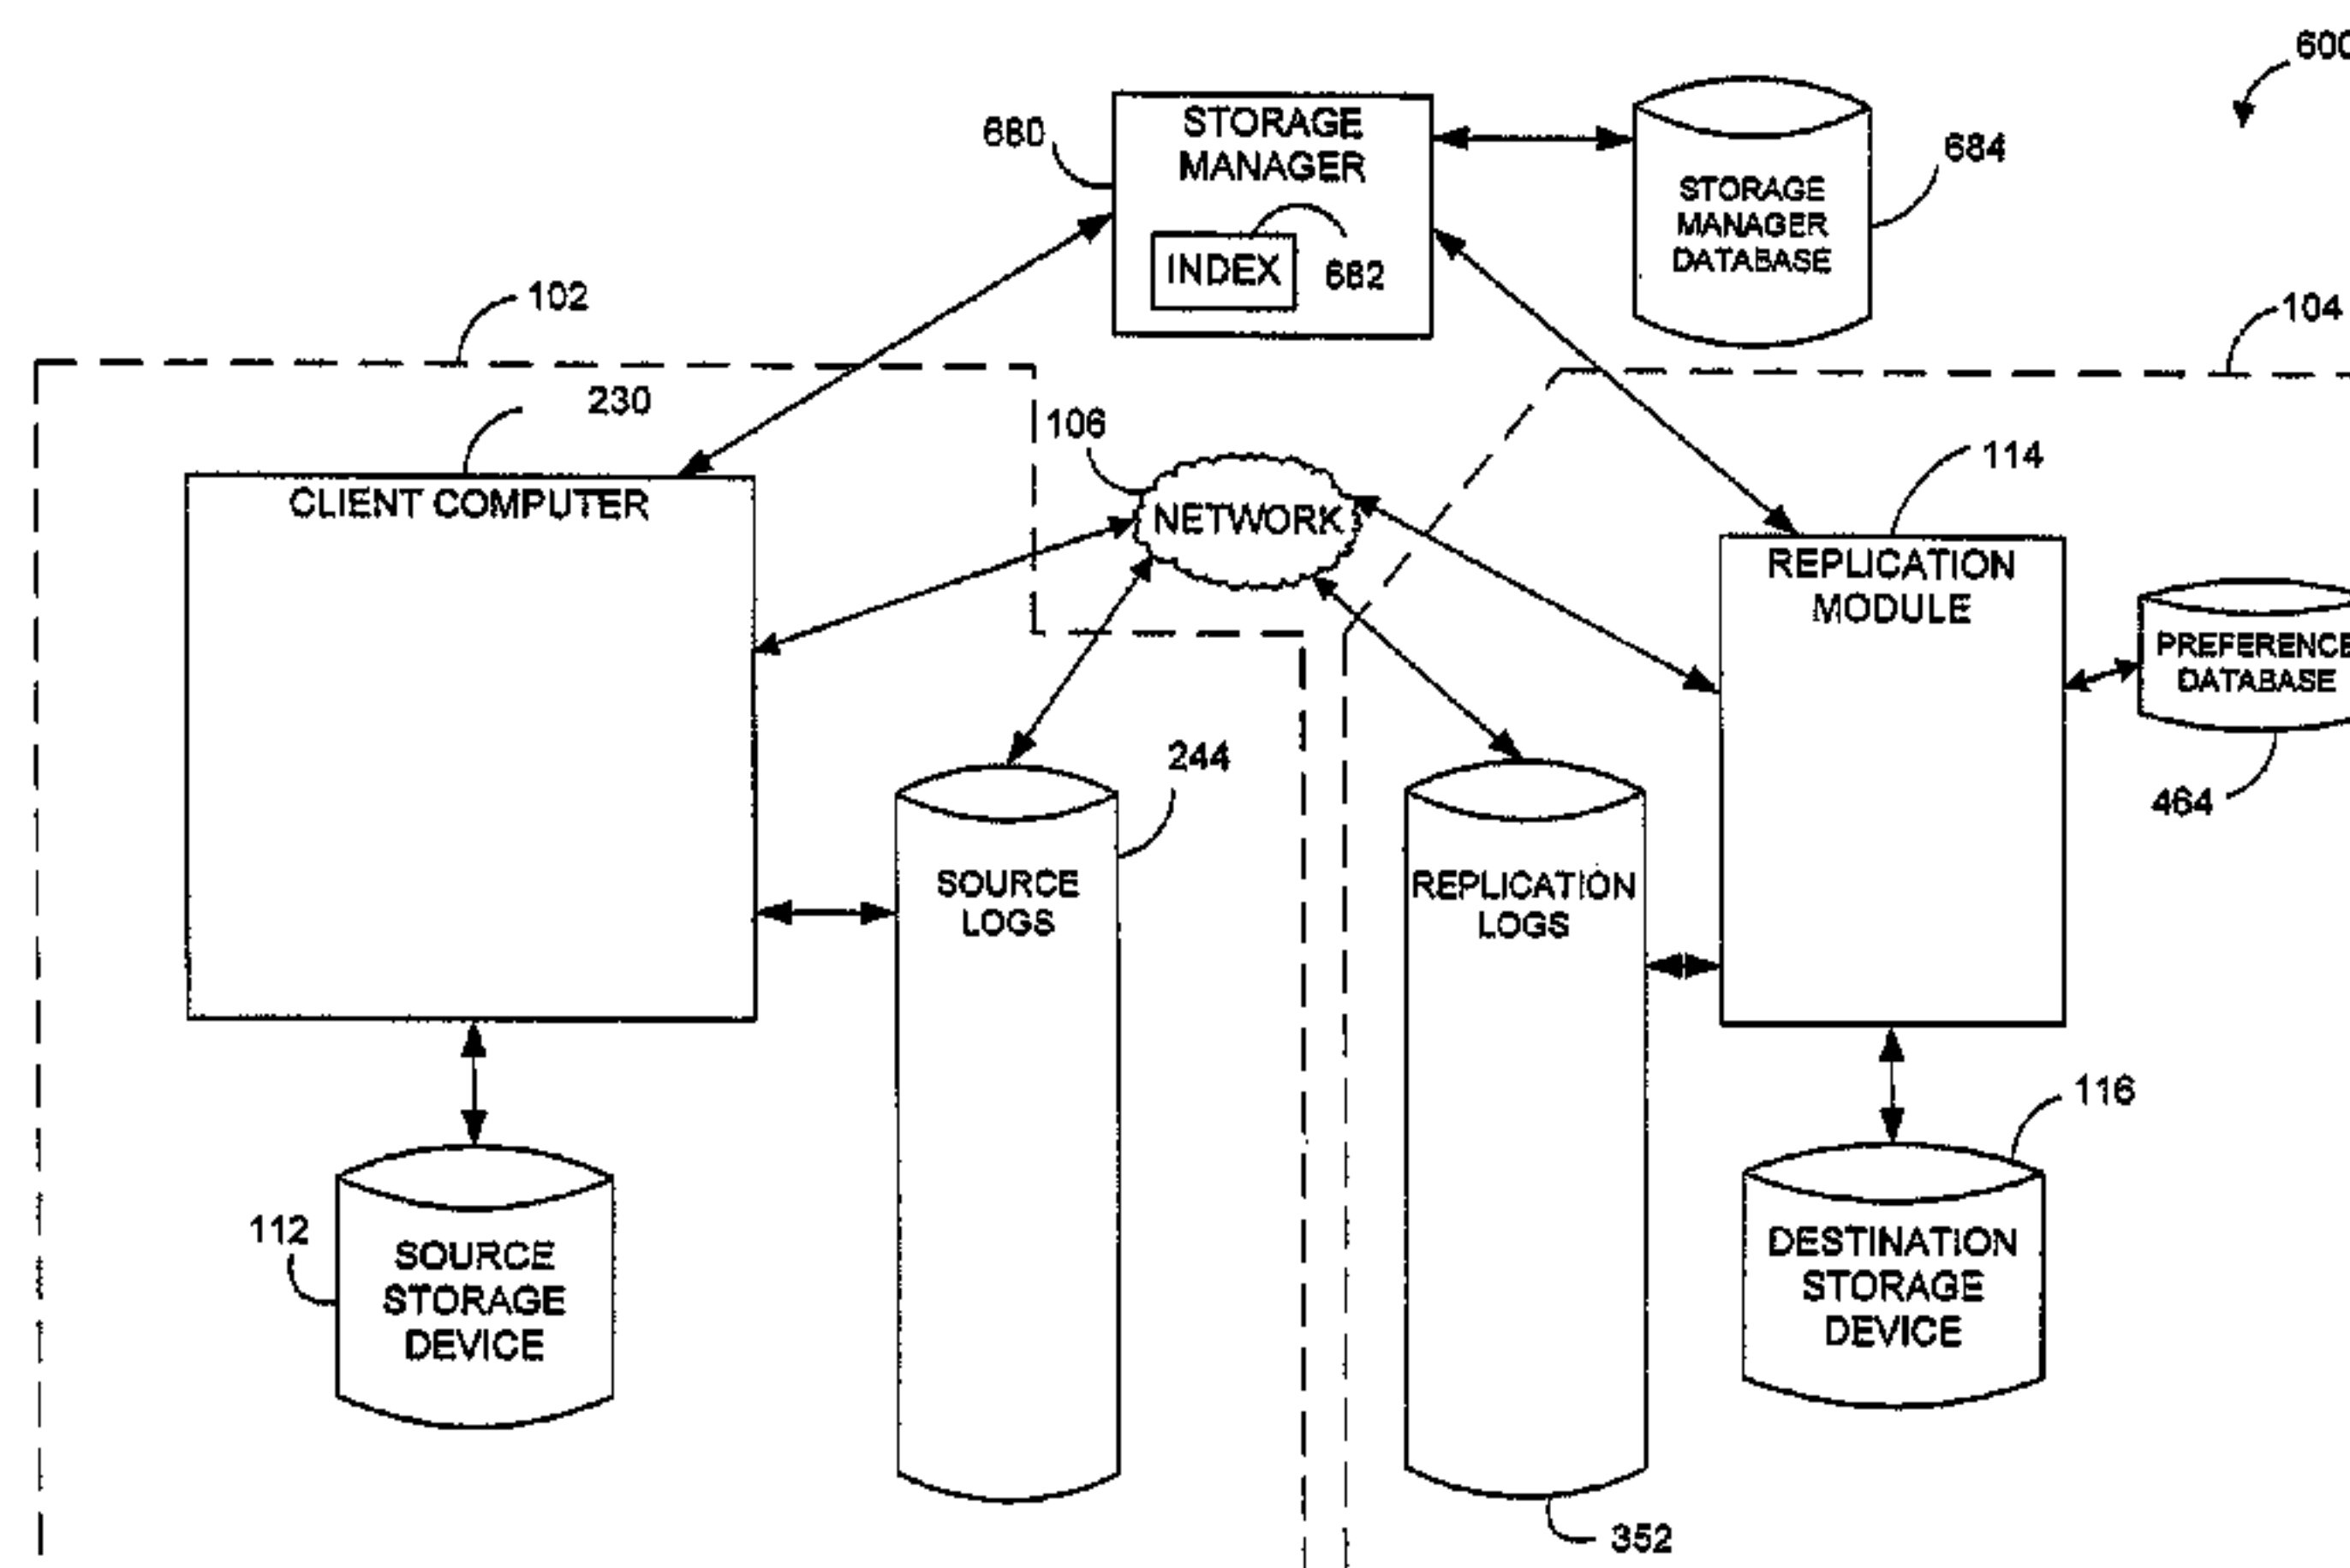 600
680
STORAGE
MANAGER
INDEX
682
STORAGE
MANAGER
DATABASE
684
102
104
230
CLIENT COMPUTER
106
NETWORK
114
REPLICATION
MODULE
PREFERENCE
DATABASE
464
244
SOURCE
LOGS
REPLICATION
LOGS
112
SOURCE
STORAGE
DEVICE
116
DESTINATION
STORAGE
DEVICE
352